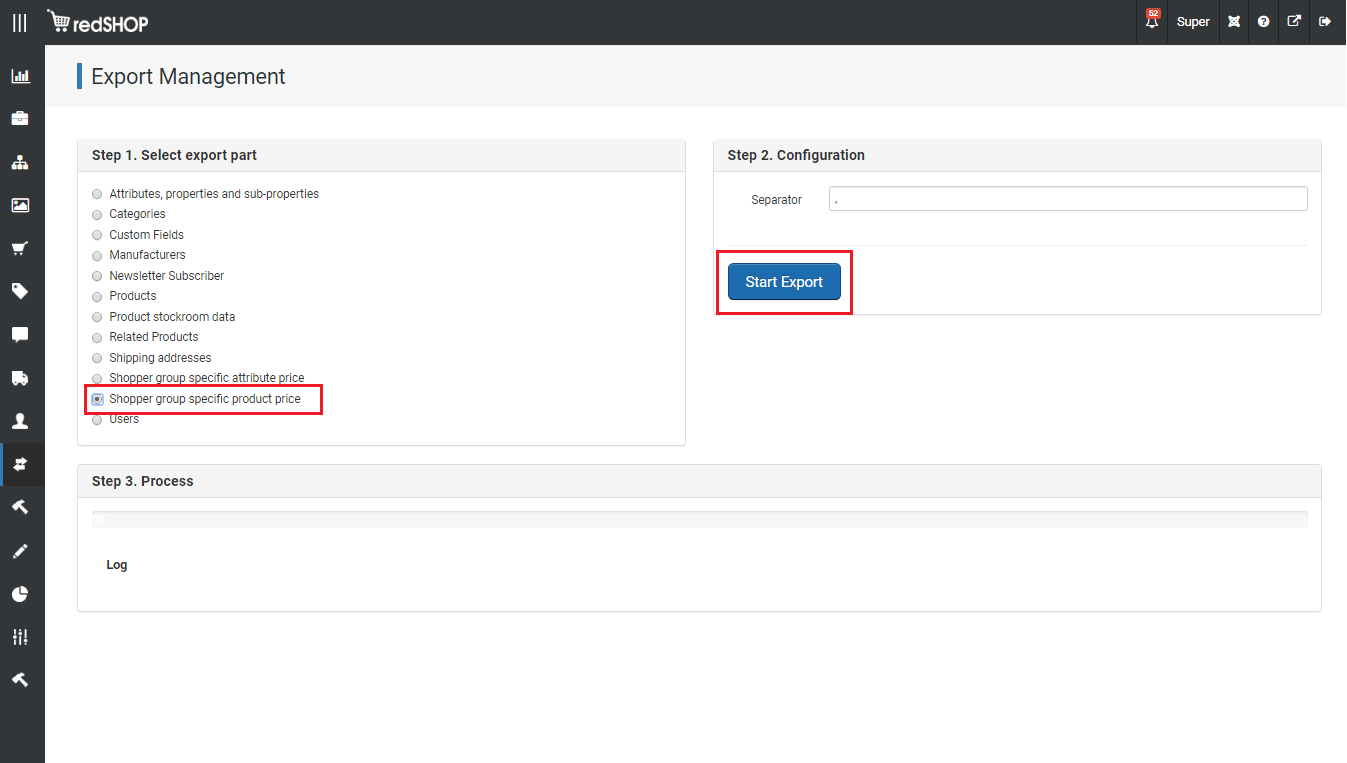 redSHOP
52
Super
Export Management
Step 1. Select export part
Attributes, properties and sub-properties
Categories
Custom Fields
Manufacturers
Newsletter Subscriber
Products
Product stockroom data
Related Products
Shipping addresses
Shopper group specific attribute price
Shopper group specific product price
Users
Step 2. Configuration
Separator
,
Start Export
Step 3. Process
Log